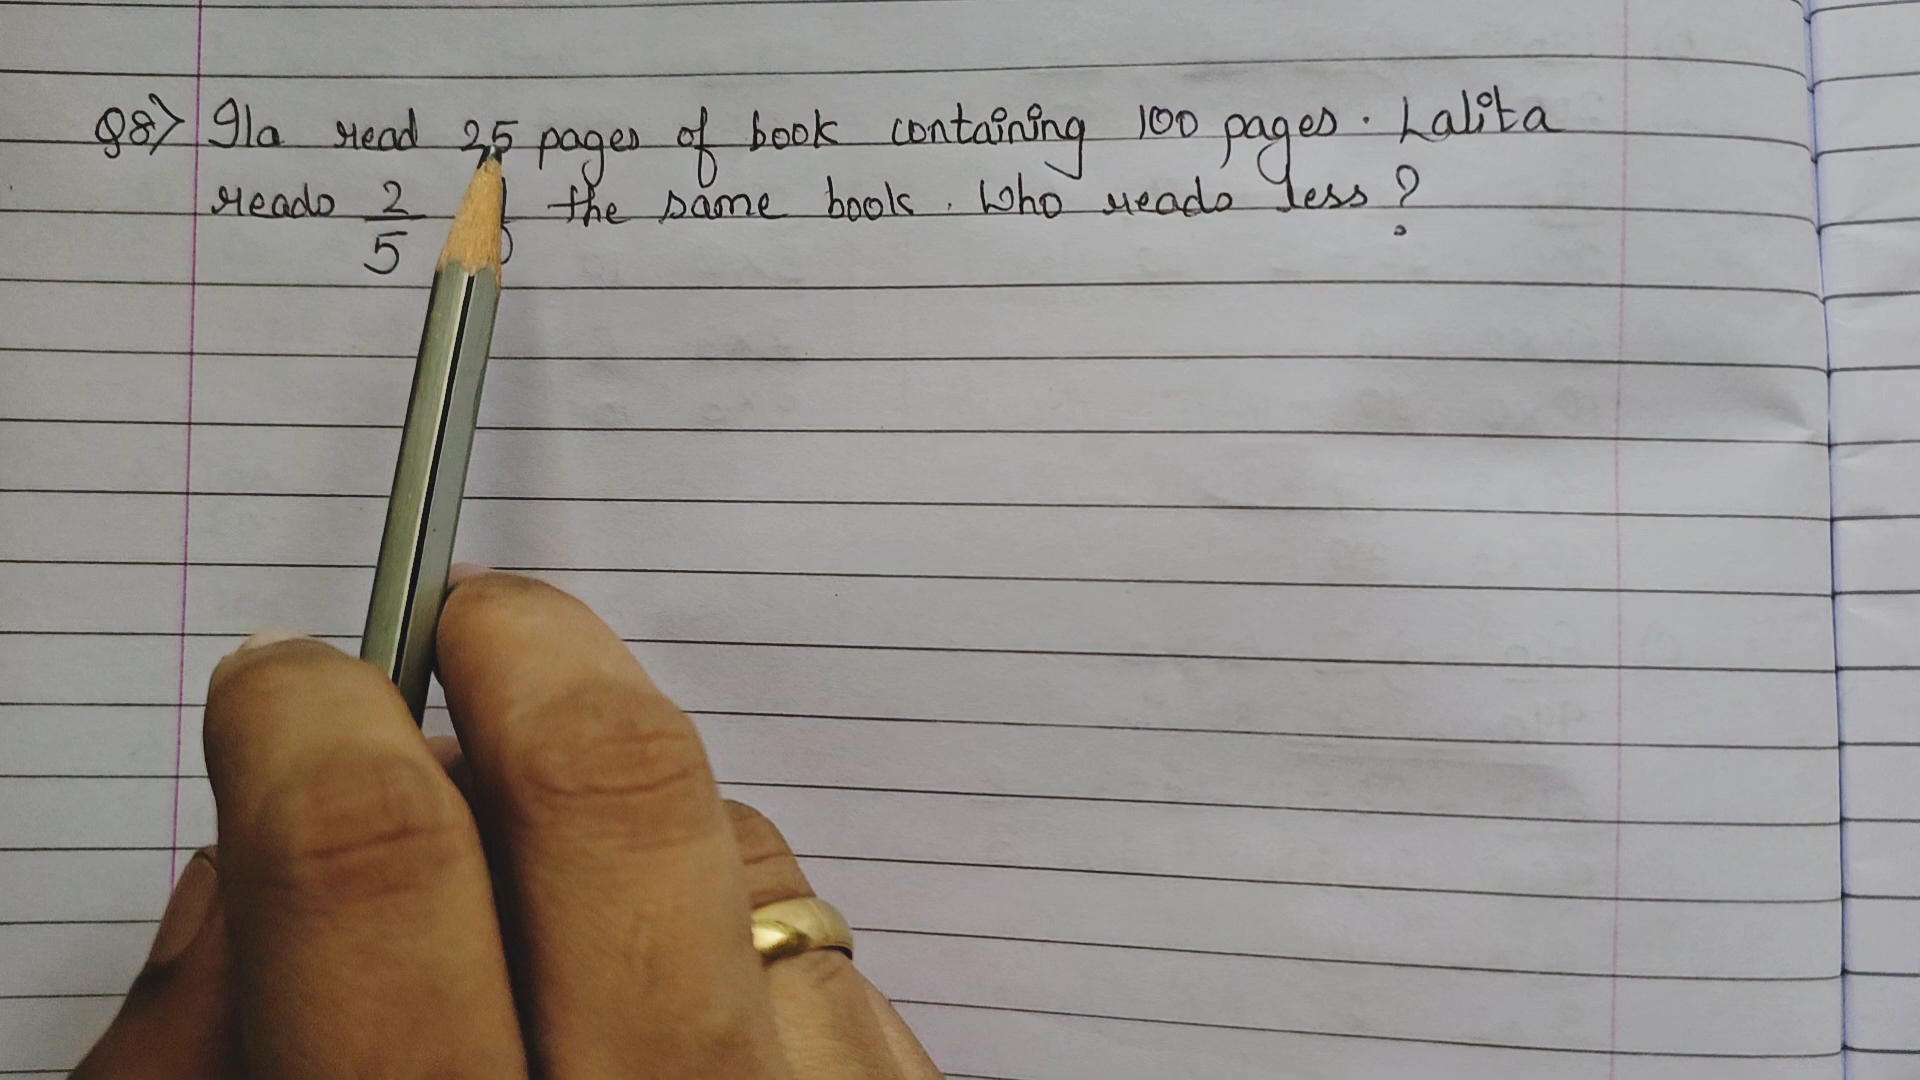 Q8> Ila read 25 pages of book containing 100 pages. Lalita
reads 2/5 the same book. Who reads less?